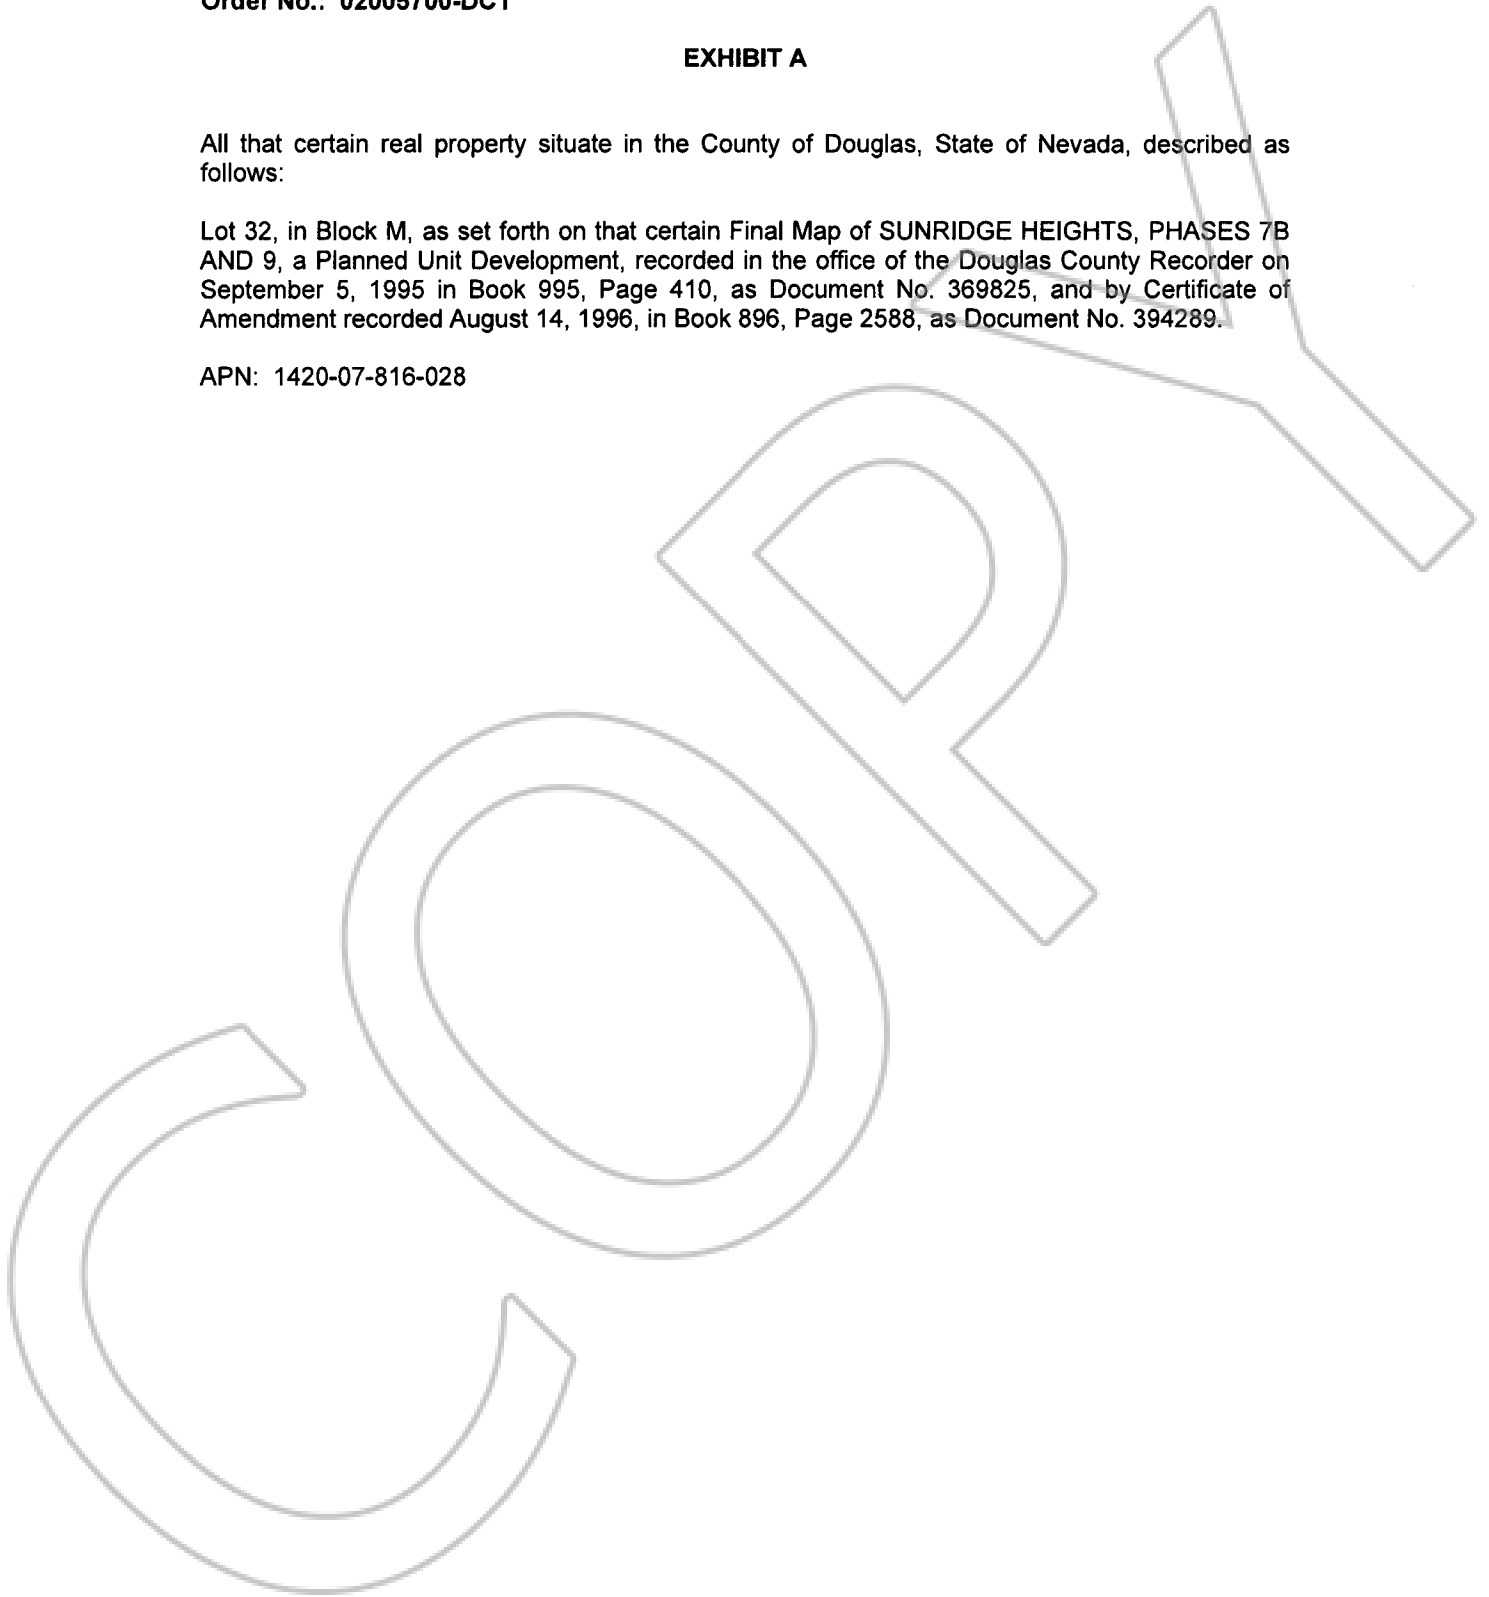 Order No.: 02005700-DC1
EXHIBIT A
All that certain real property situate in the County of Douglas, State of Nevada, described as
follows:
Lot 32, in Block M, as set forth on that certain Final Map of SUNRIDGE HEIGHTS, PHASES 7B
AND 9, a Planned Unit Development, recorded in the office of the Douglas County Recorder on
September 5, 1995 in Book 995, Page 410, as Document No. 369825, and by Certificate of
Amendment recorded August 14, 1996, in Book 896, Page 2588, as Document No. 394289.
APN: 1420-07-816-028
COPY